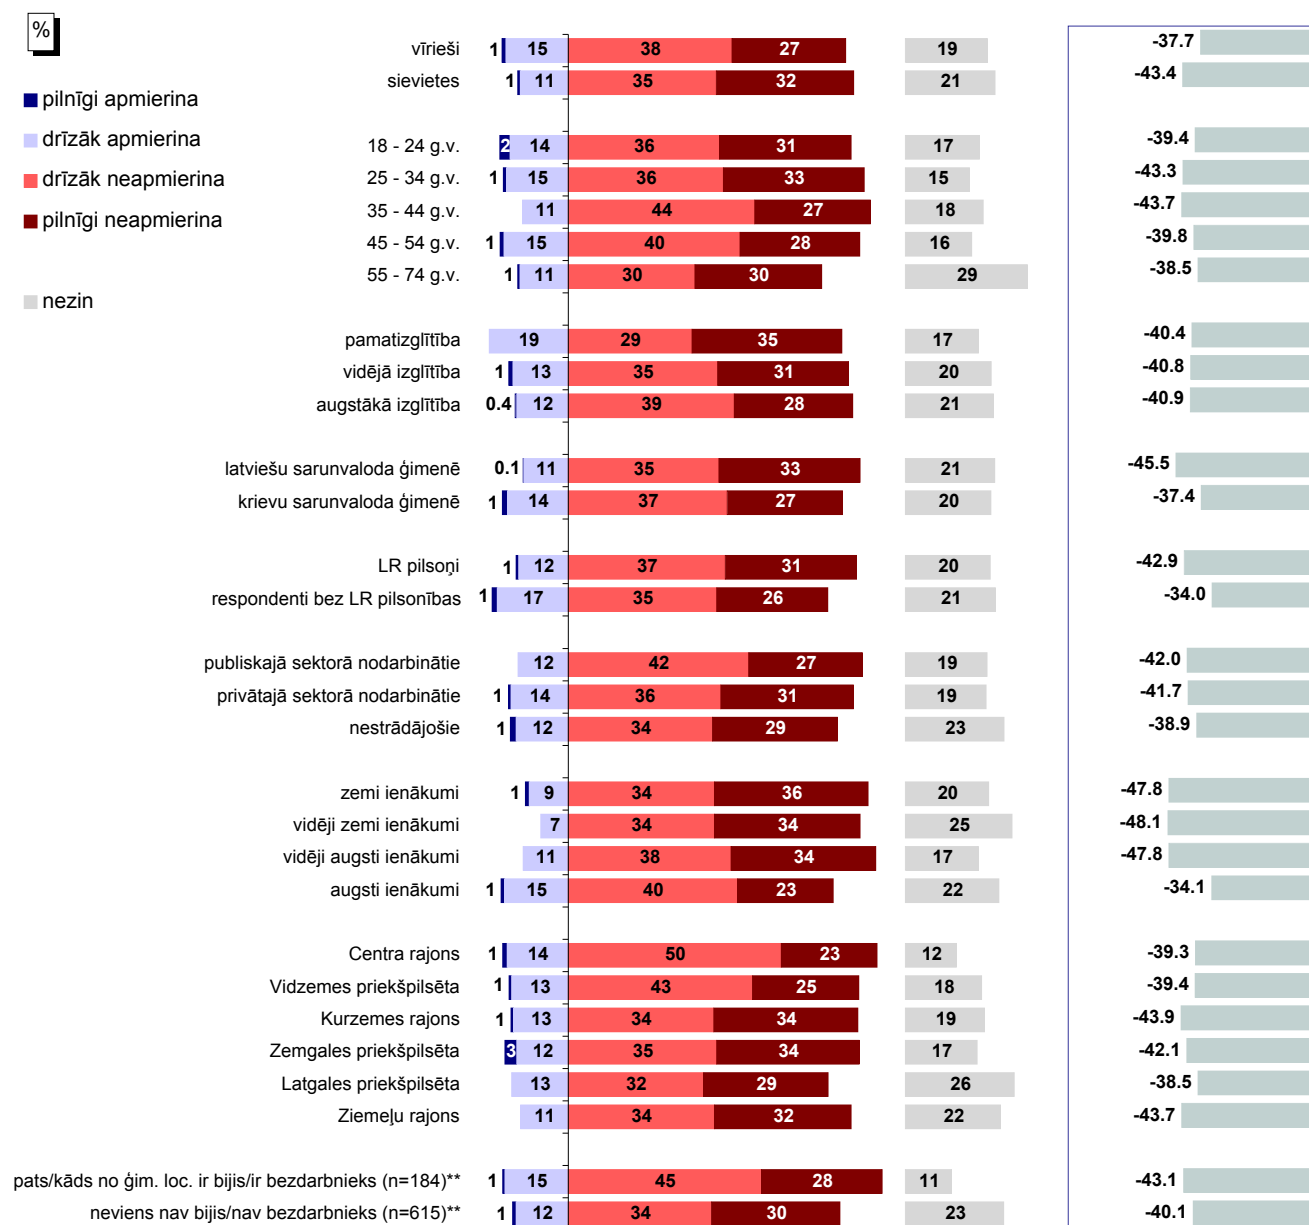 %
pilnīgi apmierina
drīzāk apmierina
drīzāk neapmierina
pilnīgi neapmierina
nezin
vīrieši 1 15 38 27 19 -37.7
sievietes 1 11 35 32 21 -43.4
18 - 24 g.v. 2 14 36 31 17 -39.4
25 - 34 g.v. 1 15 36 33 15 -43.3
35 - 44 g.v. 11 44 27 18 -43.7
45 - 54 g.v. 1 15 40 28 16 -39.8
55 - 74 g.v. 1 11 30 30 29 -38.5
pamatizglītība 19 29 35 17 -40.4
vidējā izglītība 1 13 35 31 20 -40.8
augstākā izglītība 0.4 12 39 28 21 -40.9
latviešu sarunvaloda ģimenē 0.1 11 35 33 21 -45.5
krievu sarunvaloda ģimenē 1 14 37 27 20 -37.4
LR pilsoņi 1 12 37 31 20 -42.9
respondenti bez LR pilsonības 1 17 35 26 21 -34.0
publiskajā sektorā nodarbinātie 12 42 27 19 -42.0
privātajā sektorā nodarbinātie 1 14 36 31 19 -41.7
nestrādājošie 1 12 34 29 23 -38.9
zemi ienākumi 1 9 34 36 20 -47.8
vidēji zemi ienākumi 7 34 34 25 -48.1
vidēji augsti ienākumi 11 38 34 17 -47.8
augsti ienākumi 1 15 40 23 22 -34.1
Centra rajons 1 14 50 23 12 -39.3
Vidzemes priekšpilsēta 1 13 43 25 18 -39.4
Kurzemes rajons 1 13 34 34 19 -43.9
Zemgales priekšpilsēta 3 12 35 34 17 -42.1
Latgales priekšpilsēta 13 32 29 26 -38.5
Ziemeļu rajons 11 34 32 22 -43.7
pats/kāds no ģim. loc. ir bijis/ir bezdarbnieks (n=184)** 1 15 45 28 11 -43.1
neviens nav bijis/nav bezdarbnieks (n=615)** 1 12 34 30 23 -40.1